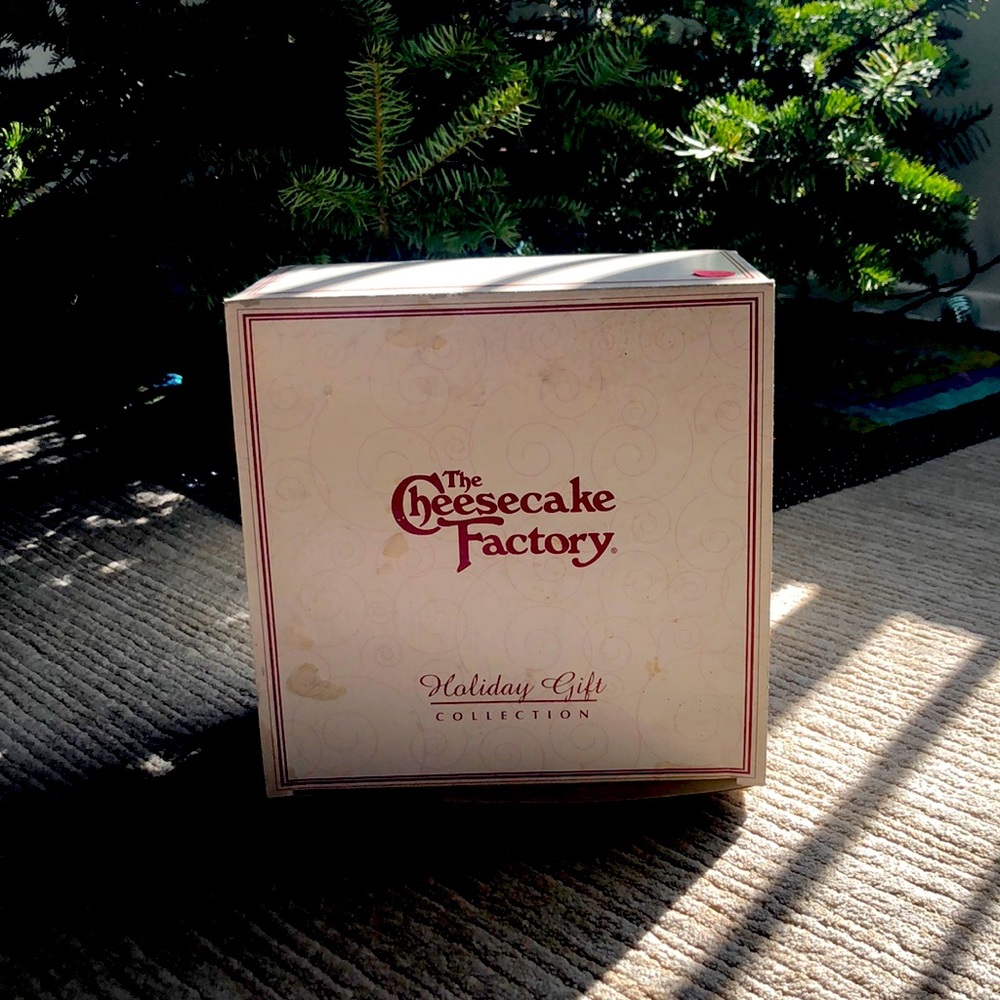 The
Cheesecake
Factory®
Holiday Gift
COLLECTION